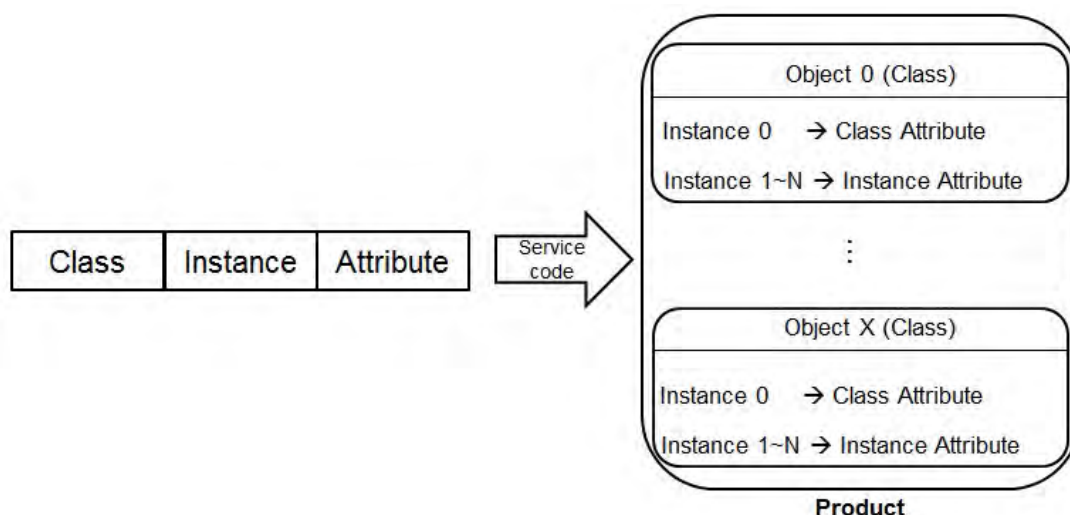 Class Instance Attribute
Service
code
Object 0 (Class)
Instance 0 → Class Attribute
Instance 1~N → Instance Attribute
⋮
Object X (Class)
Instance 0 → Class Attribute
Instance 1~N → Instance Attribute
Product